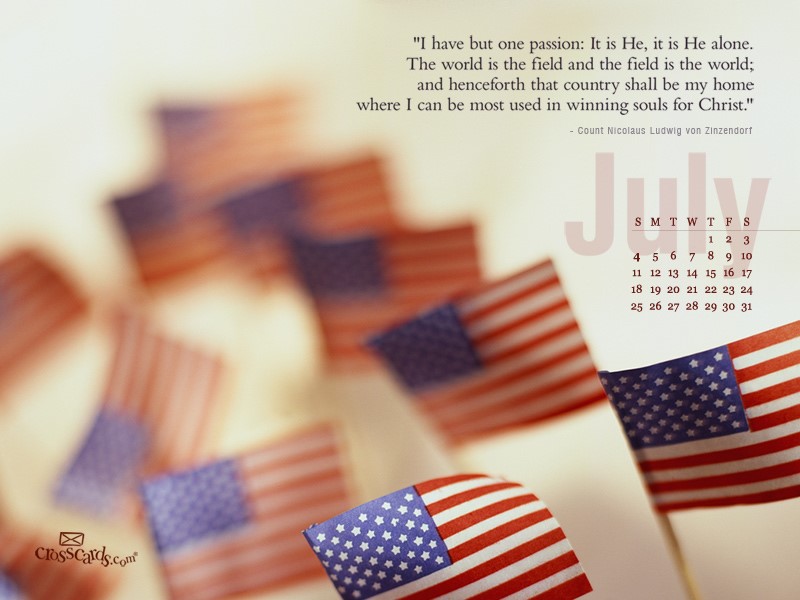 "I have but one passion: It is He, it is He alone.
The world is the field and the field is the world;
and henceforth that country shall be my home
where I can be most used in winning souls for Christ."
- Count Nicolaus Ludwig von Zinzendorf
July
S M T W T F S
1 2 3
4 5 6 7 8 9 10
11 12 13 14 15 16 17
18 19 20 21 22 23 24
25 26 27 28 29 30 31
crosscards.com®